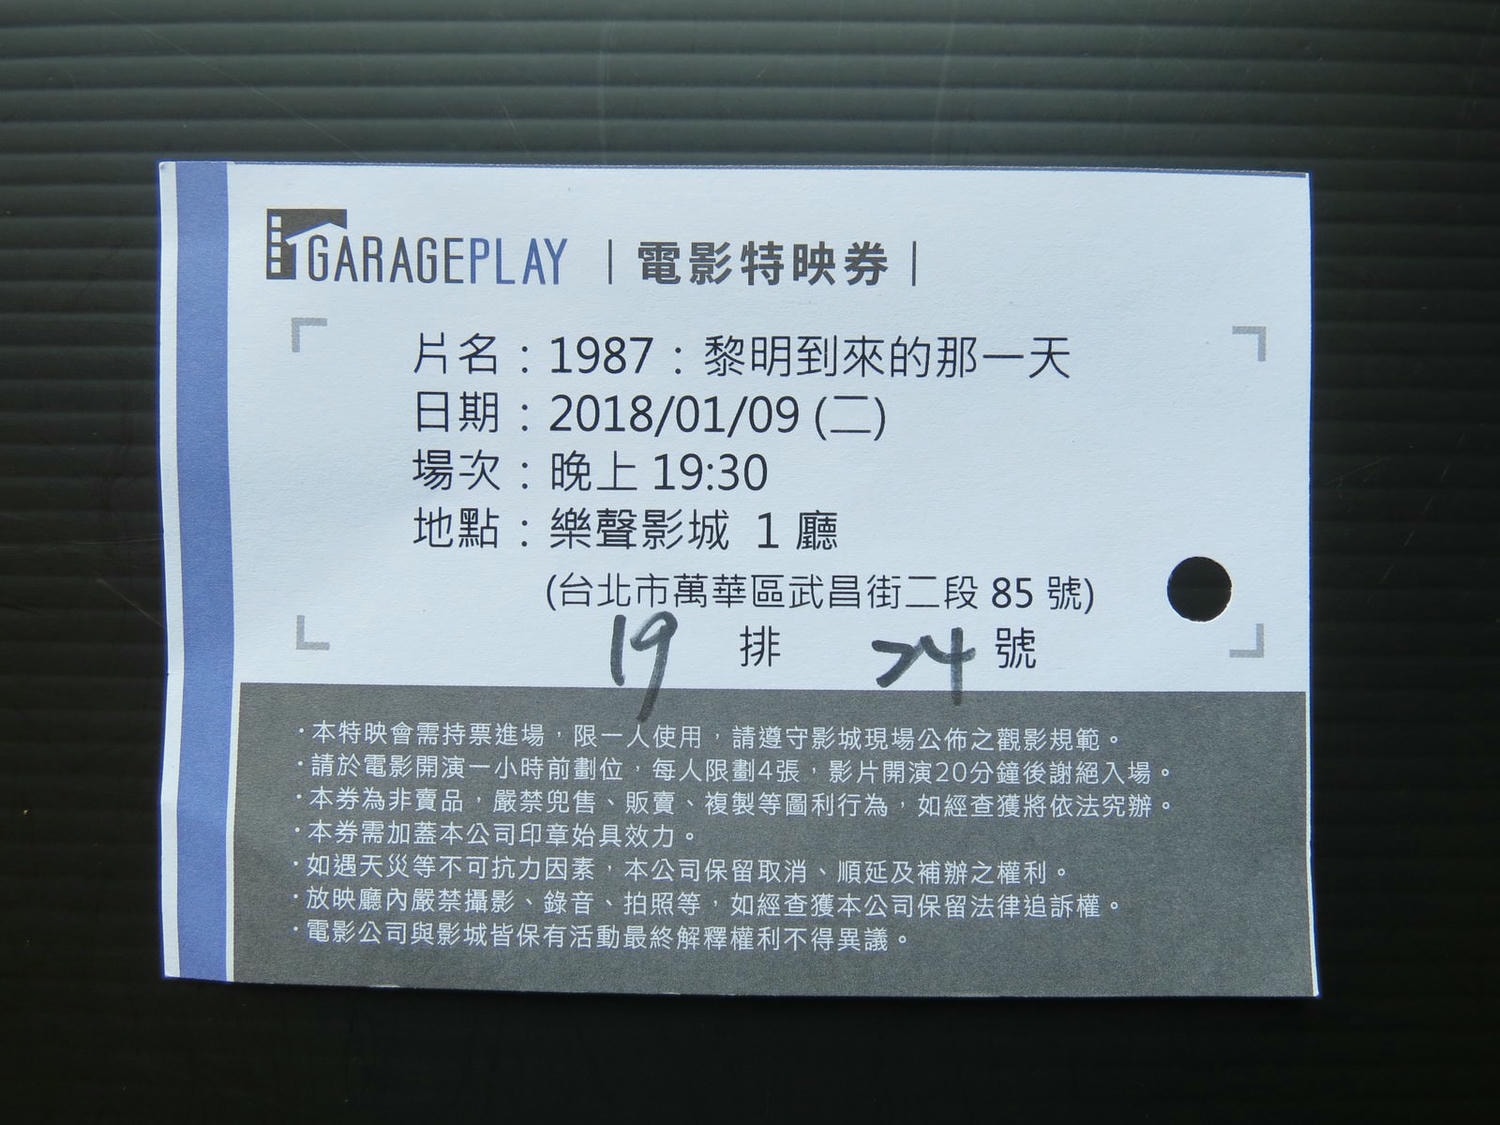 GARAGEPLAY｜電影特映券｜
片名：1987：黎明到來的那一天
日期：2018/01/09 (二)
場次：晚上 19:30
地點：樂聲影城 1 廳
(台北市萬華區武昌街二段 85 號)
19 排 24 號
·本特映會需持票進場，限一人使用，請遵守影城現場公佈之觀影規範。
·請於電影開演一小時前劃位，每人限劃4張，影片開演20分鐘後謝絕入場。
·本券為非賣品，嚴禁兜售、販賣、複製等圖利行為，如經查獲將依法究辦。
·本券需加蓋本公司印章始具效力。
·如遇天災等不可抗力因素，本公司保留取消、順延及補辦之權利。
·放映廳內嚴禁攝影、錄音、拍照等，如經查獲本公司保留法律追訴權。
·電影公司與影城皆保有活動最終解釋權利不得異議。